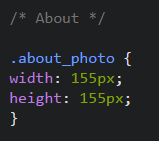 /* About */
.about_photo {
width: 155px;
height: 155px;
}